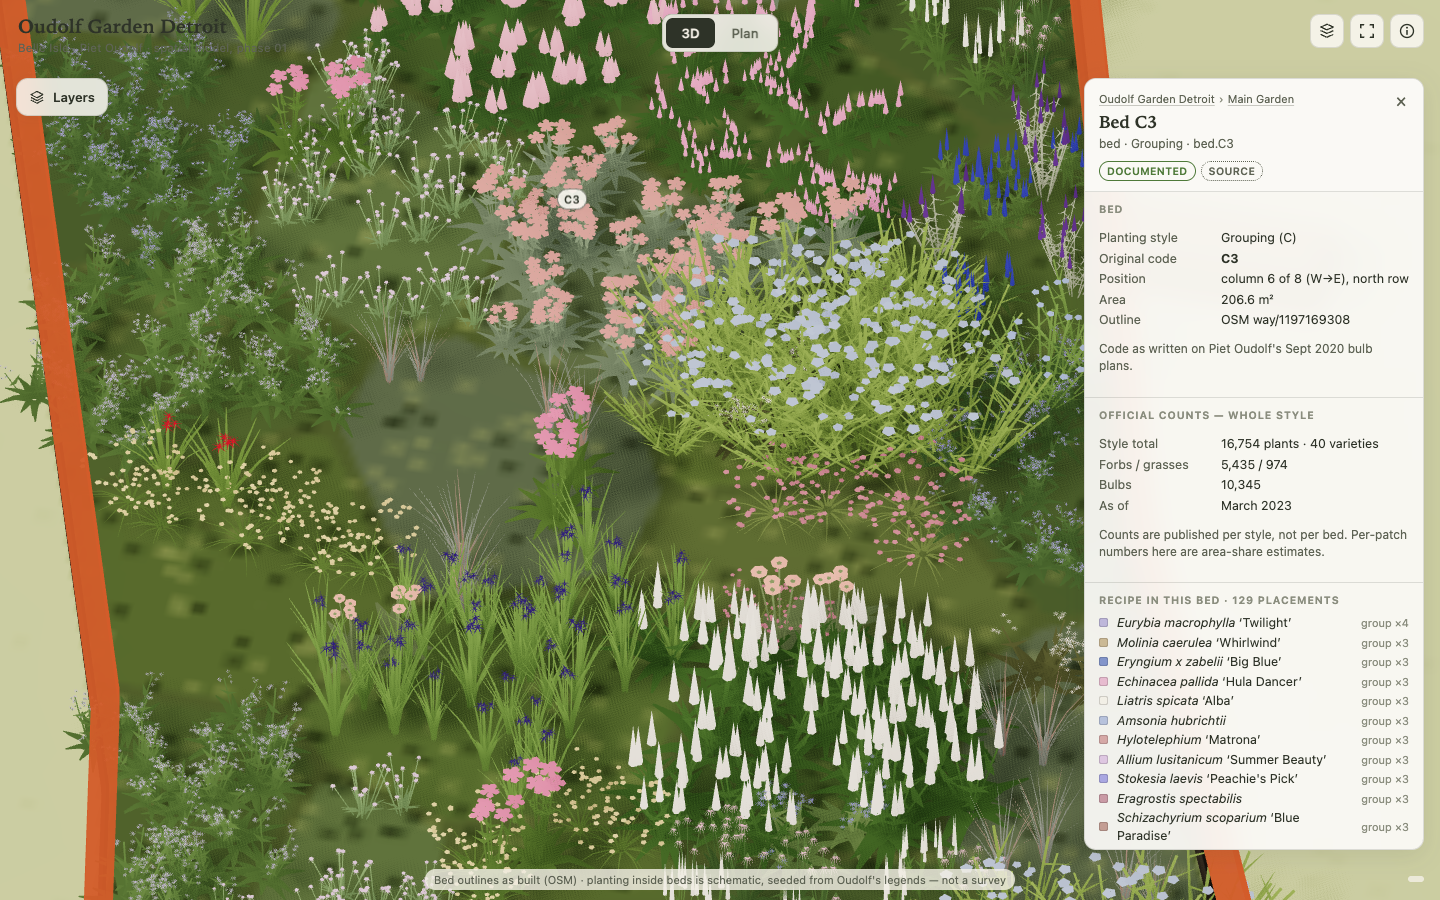 Oudolf Garden Detroit
3D
Plan
Layers
C3
Oudolf Garden Detroit › Main Garden
Bed C3
bed · Grouping · bed.C3
DOCUMENTED
SOURCE
BED
Planting style Grouping (C)
Original code C3
Position column 6 of 8 (W→E), north row
Area 206.6 m²
Outline OSM way/1197169308
Code as written on Piet Oudolf's Sept 2020 bulb
plans.
OFFICIAL COUNTS — WHOLE STYLE
Style total 16,754 plants · 40 varieties
Forbs / grasses 5,435 / 974
Bulbs 10,345
As of March 2023
Counts are published per style, not per bed. Per-patch
numbers here are area-share estimates.
RECIPE IN THIS BED · 129 PLACEMENTS
Eurybia macrophylla ‘Twilight’ group ×4
Molinia caerulea ‘Whirlwind’ group ×3
Eryngium x zabelii ‘Big Blue’ group ×3
Echinacea pallida ‘Hula Dancer’ group ×3
Liatris spicata ‘Alba’ group ×3
Amsonia hubrichtii group ×3
Hylotelephium ‘Matrona’ group ×3
Allium lusitanicum ‘Summer Beauty’ group ×3
Stokesia laevis ‘Peachie's Pick’ group ×3
Eragrostis spectabilis group ×3
Schizachyrium scoparium ‘Blue
Paradise’ group ×3
Bed outlines as built (OSM) · planting inside beds is schematic, seeded from Oudolf's legends — not a survey